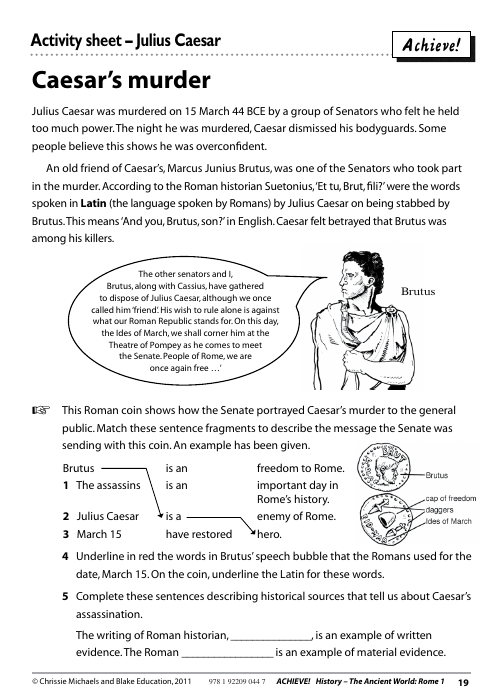 Activity sheet – Julius Caesar
Achieve!
Caesar's murder
Julius Caesar was murdered on 15 March 44 BCE by a group of Senators who felt he held
too much power. The night he was murdered, Caesar dismissed his bodyguards. Some
people believe this shows he was overconfident.
An old friend of Caesar's, Marcus Junius Brutus, was one of the Senators who took part
in the murder. According to the Roman historian Suetonius, 'Et tu, Brut, fili?' were the words
spoken in Latin (the language spoken by Romans) by Julius Caesar on being stabbed by
Brutus. This means 'And you, Brutus, son?' in English. Caesar felt betrayed that Brutus was
among his killers.
The other senators and I,
Brutus, along with Cassius, have gathered
to dispose of Julius Caesar, although we once
called him 'friend'. His wish to rule alone is against
what our Roman Republic stands for. On this day,
the Ides of March, we shall corner him at the
Theatre of Pompey as he comes to meet
the Senate. People of Rome, we are
once again free …'
Brutus
This Roman coin shows how the Senate portrayed Caesar's murder to the general
public. Match these sentence fragments to describe the message the Senate was
sending with this coin. An example has been given.
Brutus is an freedom to Rome.
1 The assassins is an important day in
Rome's history.
2 Julius Caesar is a enemy of Rome.
3 March 15 have restored hero.
BRUT
Brutus
cap of freedom
daggers
Ides of March
4 Underline in red the words in Brutus' speech bubble that the Romans used for the
date, March 15. On the coin, underline the Latin for these words.
5 Complete these sentences describing historical sources that tell us about Caesar's
assassination.
The writing of Roman historian, ______________, is an example of written
evidence. The Roman ________________ is an example of material evidence.
© Chrissie Michaels and Blake Education, 2011 978 1 92209 044 7 ACHIEVE! History – The Ancient World: Rome 1 19